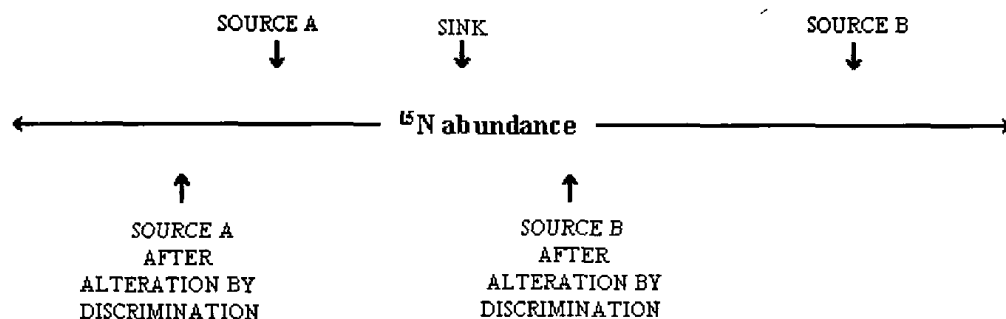 SOURCE A SINK SOURCE B
¹⁵N abundance
SOURCE A
AFTER
ALTERATION BY
DISCRIMINATION
SOURCE B
AFTER
ALTERATION BY
DISCRIMINATION